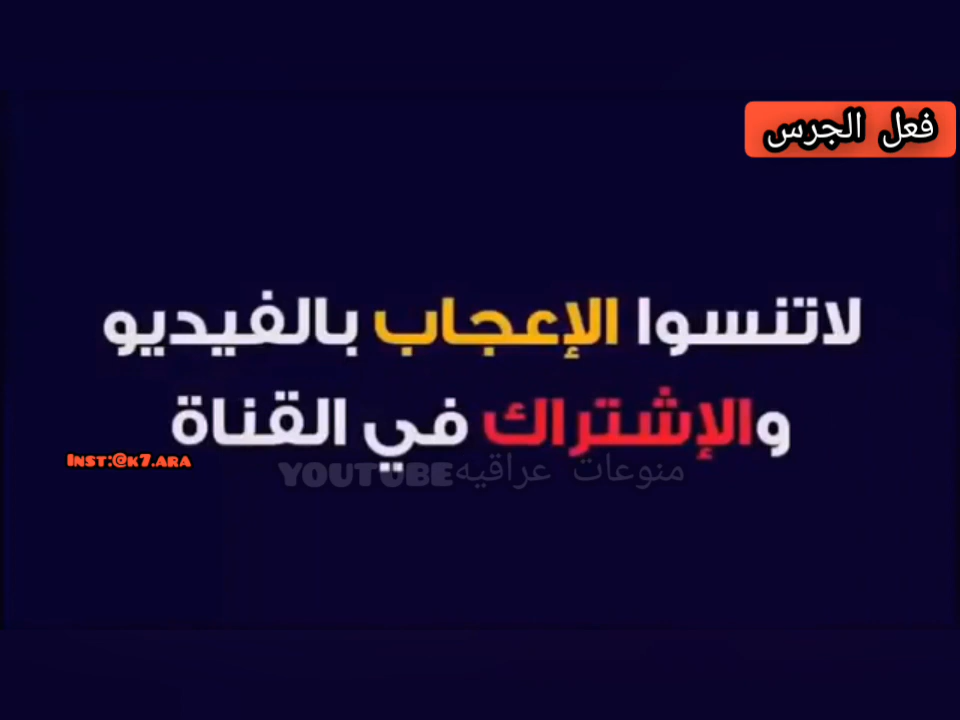 فعل الجرس
لاتنسوا الإعجاب بالفيديو
والإشتراك في القناة
Inst:@k7.ara
YOUTUBE منوعات عراقيه